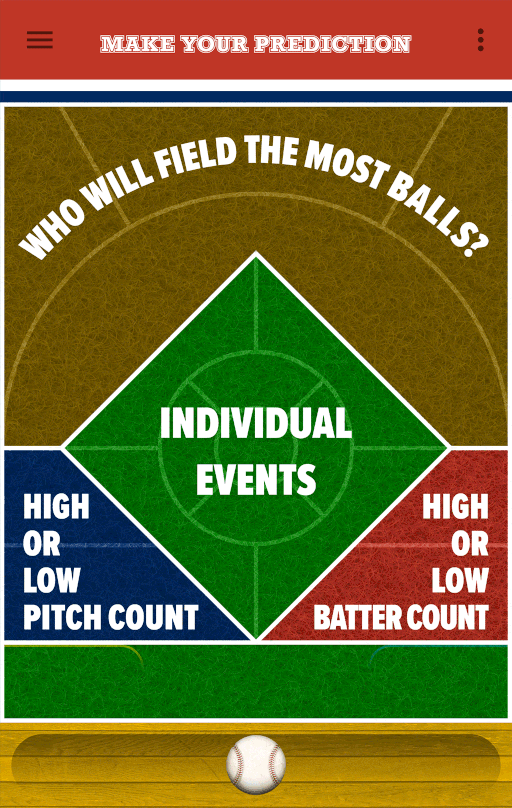 MAKE YOUR PREDICTION
WHO WILL FIELD THE MOST BALLS?
INDIVIDUAL
EVENTS
HIGH
OR
LOW
PITCH COUNT
HIGH
OR
LOW
BATTER COUNT